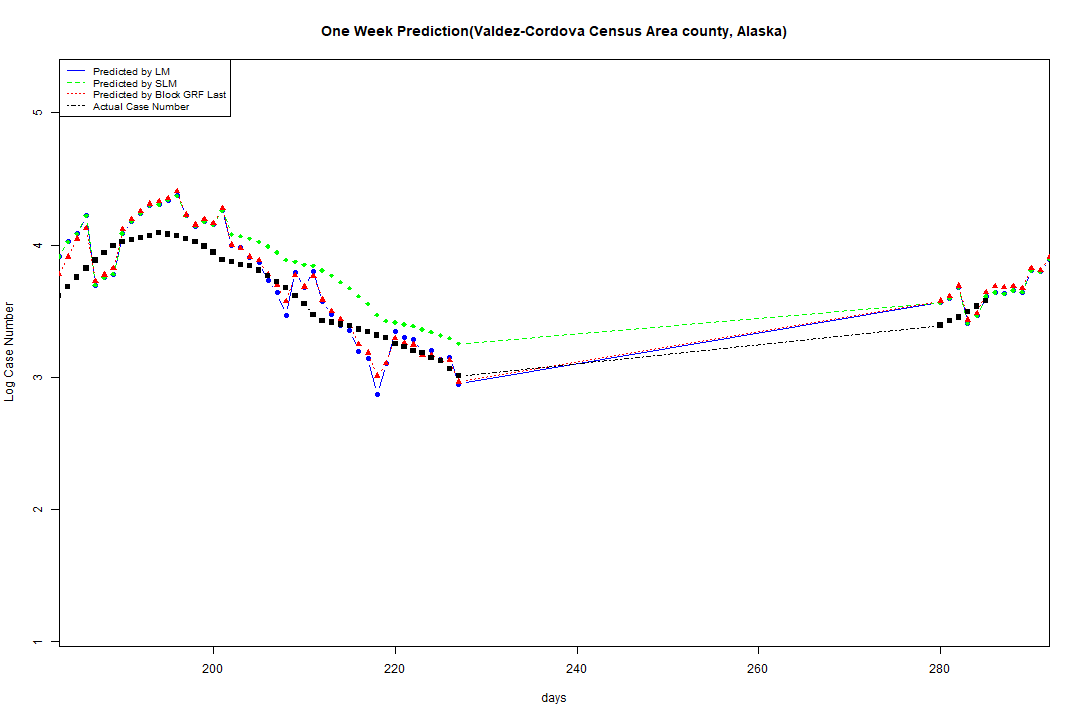 One Week Prediction(Valdez-Cordova Census Area county, Alaska)
Predicted by LM
Predicted by SLM
Predicted by Block GRF Last
Actual Case Number
5
4
3
2
1
Log Case Number
200
220
240
260
280
days